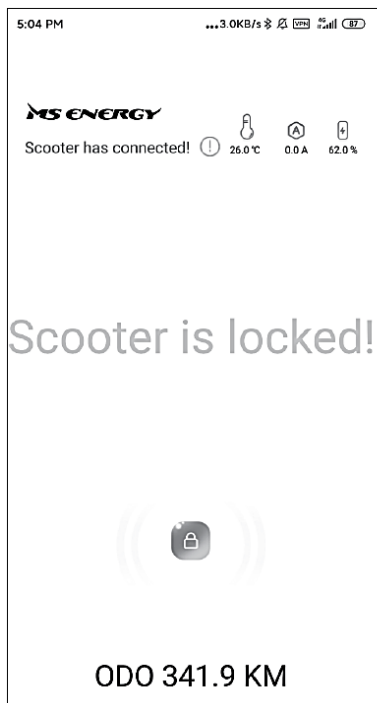 5:04 PM ...3.0KB/s VPN 4G 87
MS ENERGY
Scooter has connected! 26.0 °C 0.0 A 62.0 %
Scooter is locked!
ODO 341.9 KM